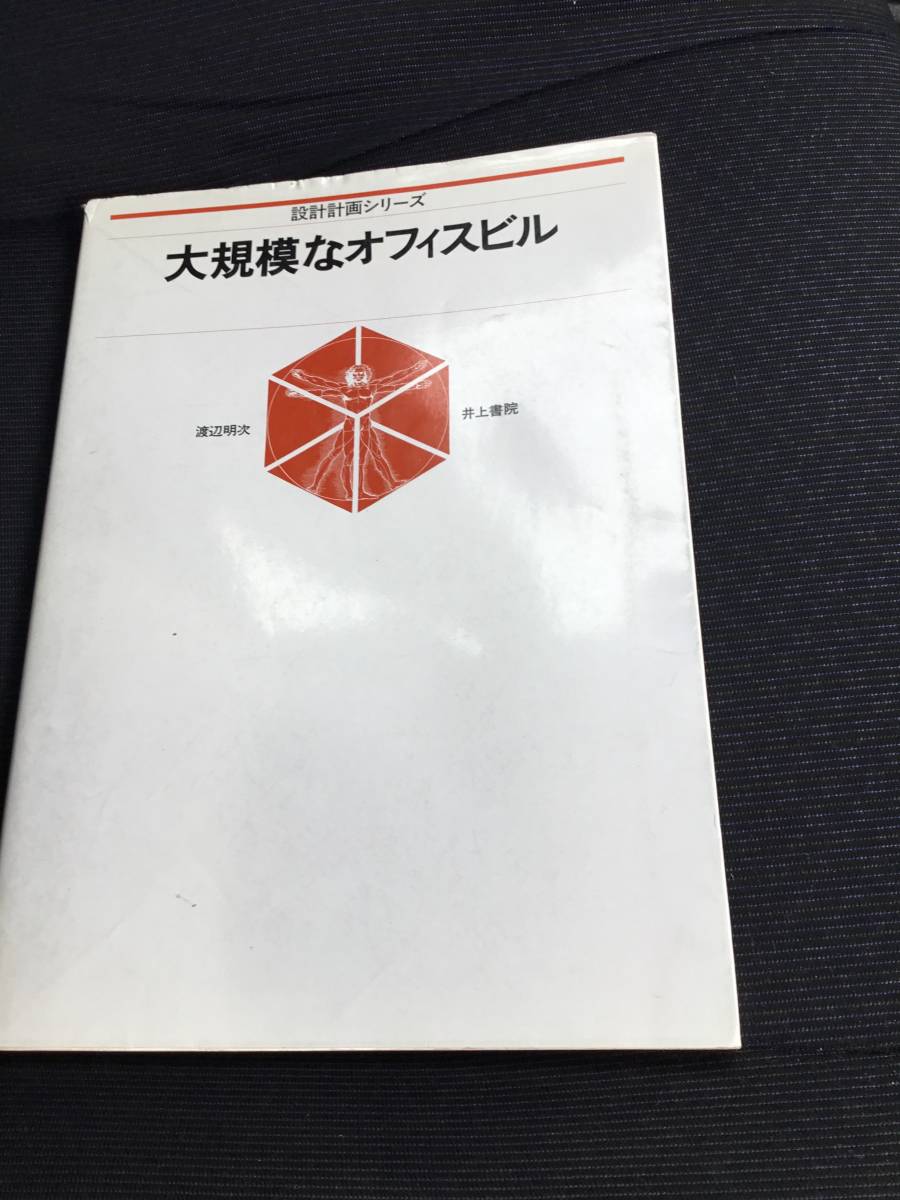 設計計画シリーズ
大規模なオフィスビル
渡辺明次
井上書院